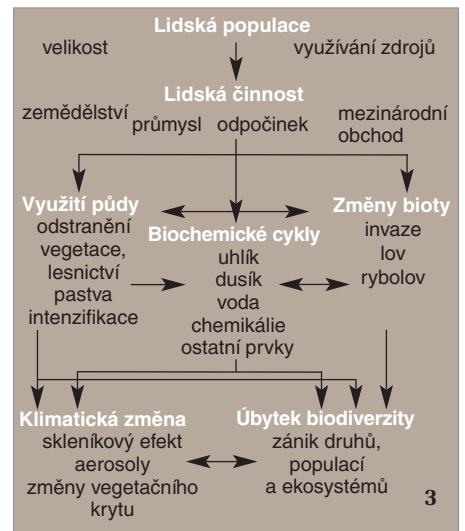 Lidská populace
velikost
využívání zdrojů
Lidská činnost
zemědělství
průmysl
odpočinek
mezinárodní
obchod
Využití půdy
odstranění
vegetace,
lesnictví
pastva
intenzifikace
Biochemické cykly
uhlík
dusík
voda
chemikálie
ostatní prvky
Změny bioty
invaze
lov
rybolov
Klimatická změna
skleníkový efekt
aerosoly
změny vegetačního
krytu
Úbytek biodiverzity
zánik druhů,
populací
a ekosystémů
3